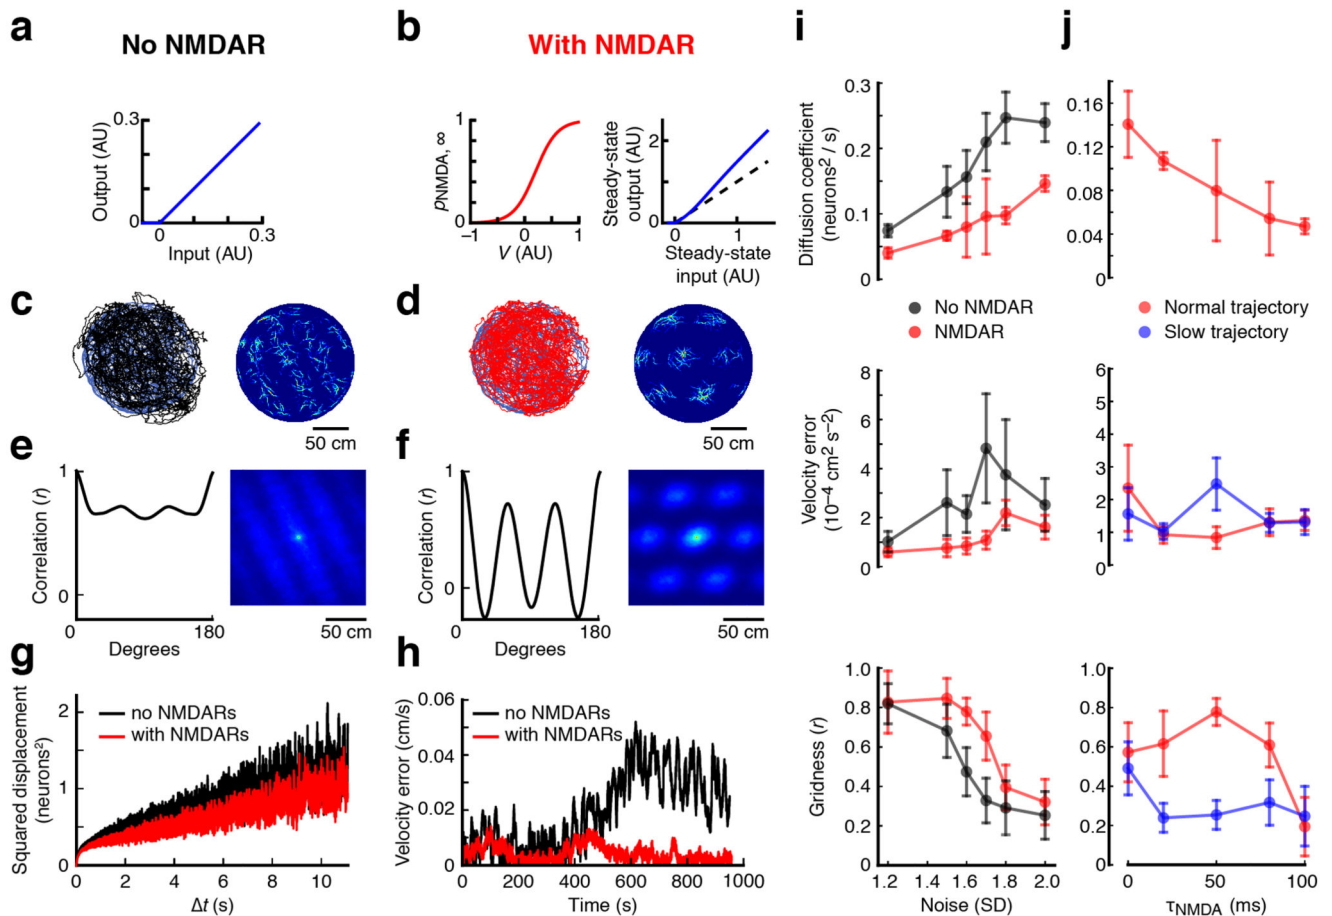 a
No NMDAR
0.3
Output (AU)
0
0
0.3
Input (AU)
b
With NMDAR
1
pNMDA, ∞
0
–1
0
1
V (AU)
2
Steady-state
output (AU)
0
0
1
Steady-state
input (AU)
c
50 cm
d
50 cm
e
1
Correlation (r)
0
0
180
Degrees
50 cm
f
1
Correlation (r)
0
0
180
Degrees
50 cm
g
Squared displacement
(neurons²)
2
1
0
no NMDARs
with NMDARs
0
2
4
6
8
10
Δt (s)
h
Velocity error (cm/s)
0.06
0.04
0.02
0
no NMDARs
with NMDARs
0
200
400
600
800
1000
Time (s)
i
Diffusion coefficient
(neurons² / s)
0.3
0.2
0.1
0
No NMDAR
NMDAR
Velocity error
(10⁻⁴ cm² s⁻²)
8
6
4
2
0
Gridness (r)
1.0
0.8
0.6
0.4
0.2
0
1.2
1.4
1.6
1.8
2.0
Noise (SD)
j
0.16
0.12
0.08
0.04
0
Normal trajectory
Slow trajectory
6
5
4
3
2
1
0
1.0
0.8
0.6
0.4
0.2
0
0
50
100
τNMDA (ms)